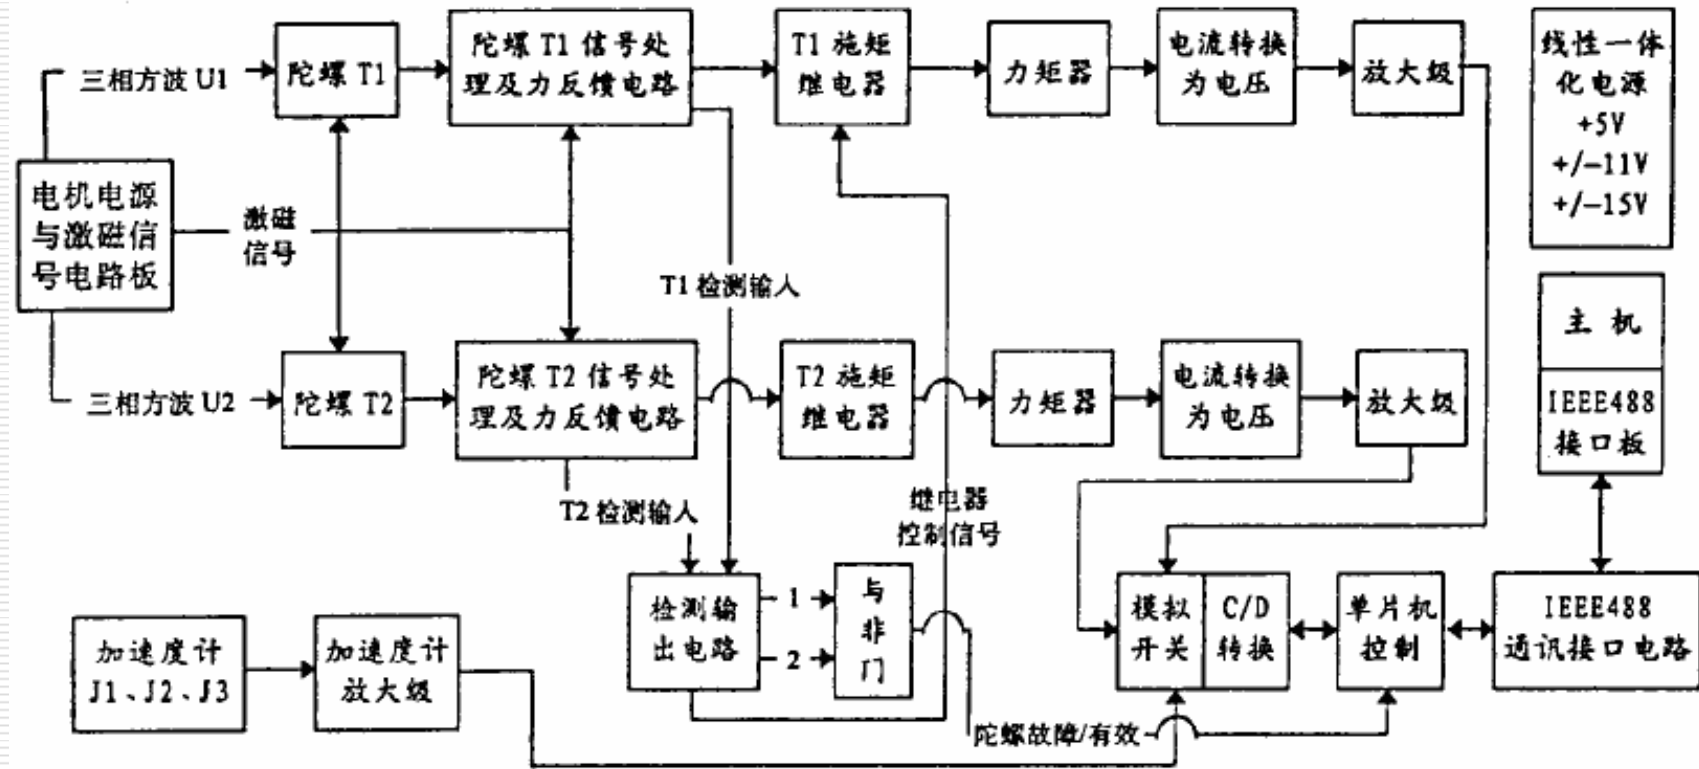 三相方波 U1
陀螺 T1
陀螺 T1 信号处
理及力反馈电路
T1 施矩
继电器
力矩器
电流转换
为电压
放大级
线性一体
化电源
+5V
+/-11V
+/-15V
电机电源
与激磁信
号电路板
激磁
信号
T1 检测输人
主 机
IEEE488
接口板
三相方波 U2
陀螺 T2
陀螺 T2 信号处
理及力反馈电路
T2 施矩
继电器
力矩器
电流转换
为电压
放大级
T2 检测输人
继电器
控制信号
检测输
出电路
1
2
与
非
门
模拟
开关
C/D
转换
单片机
控制
IEEE488
通讯接口电路
加速度计
J1、J2、J3
加速度计
放大级
陀螺故障/有效